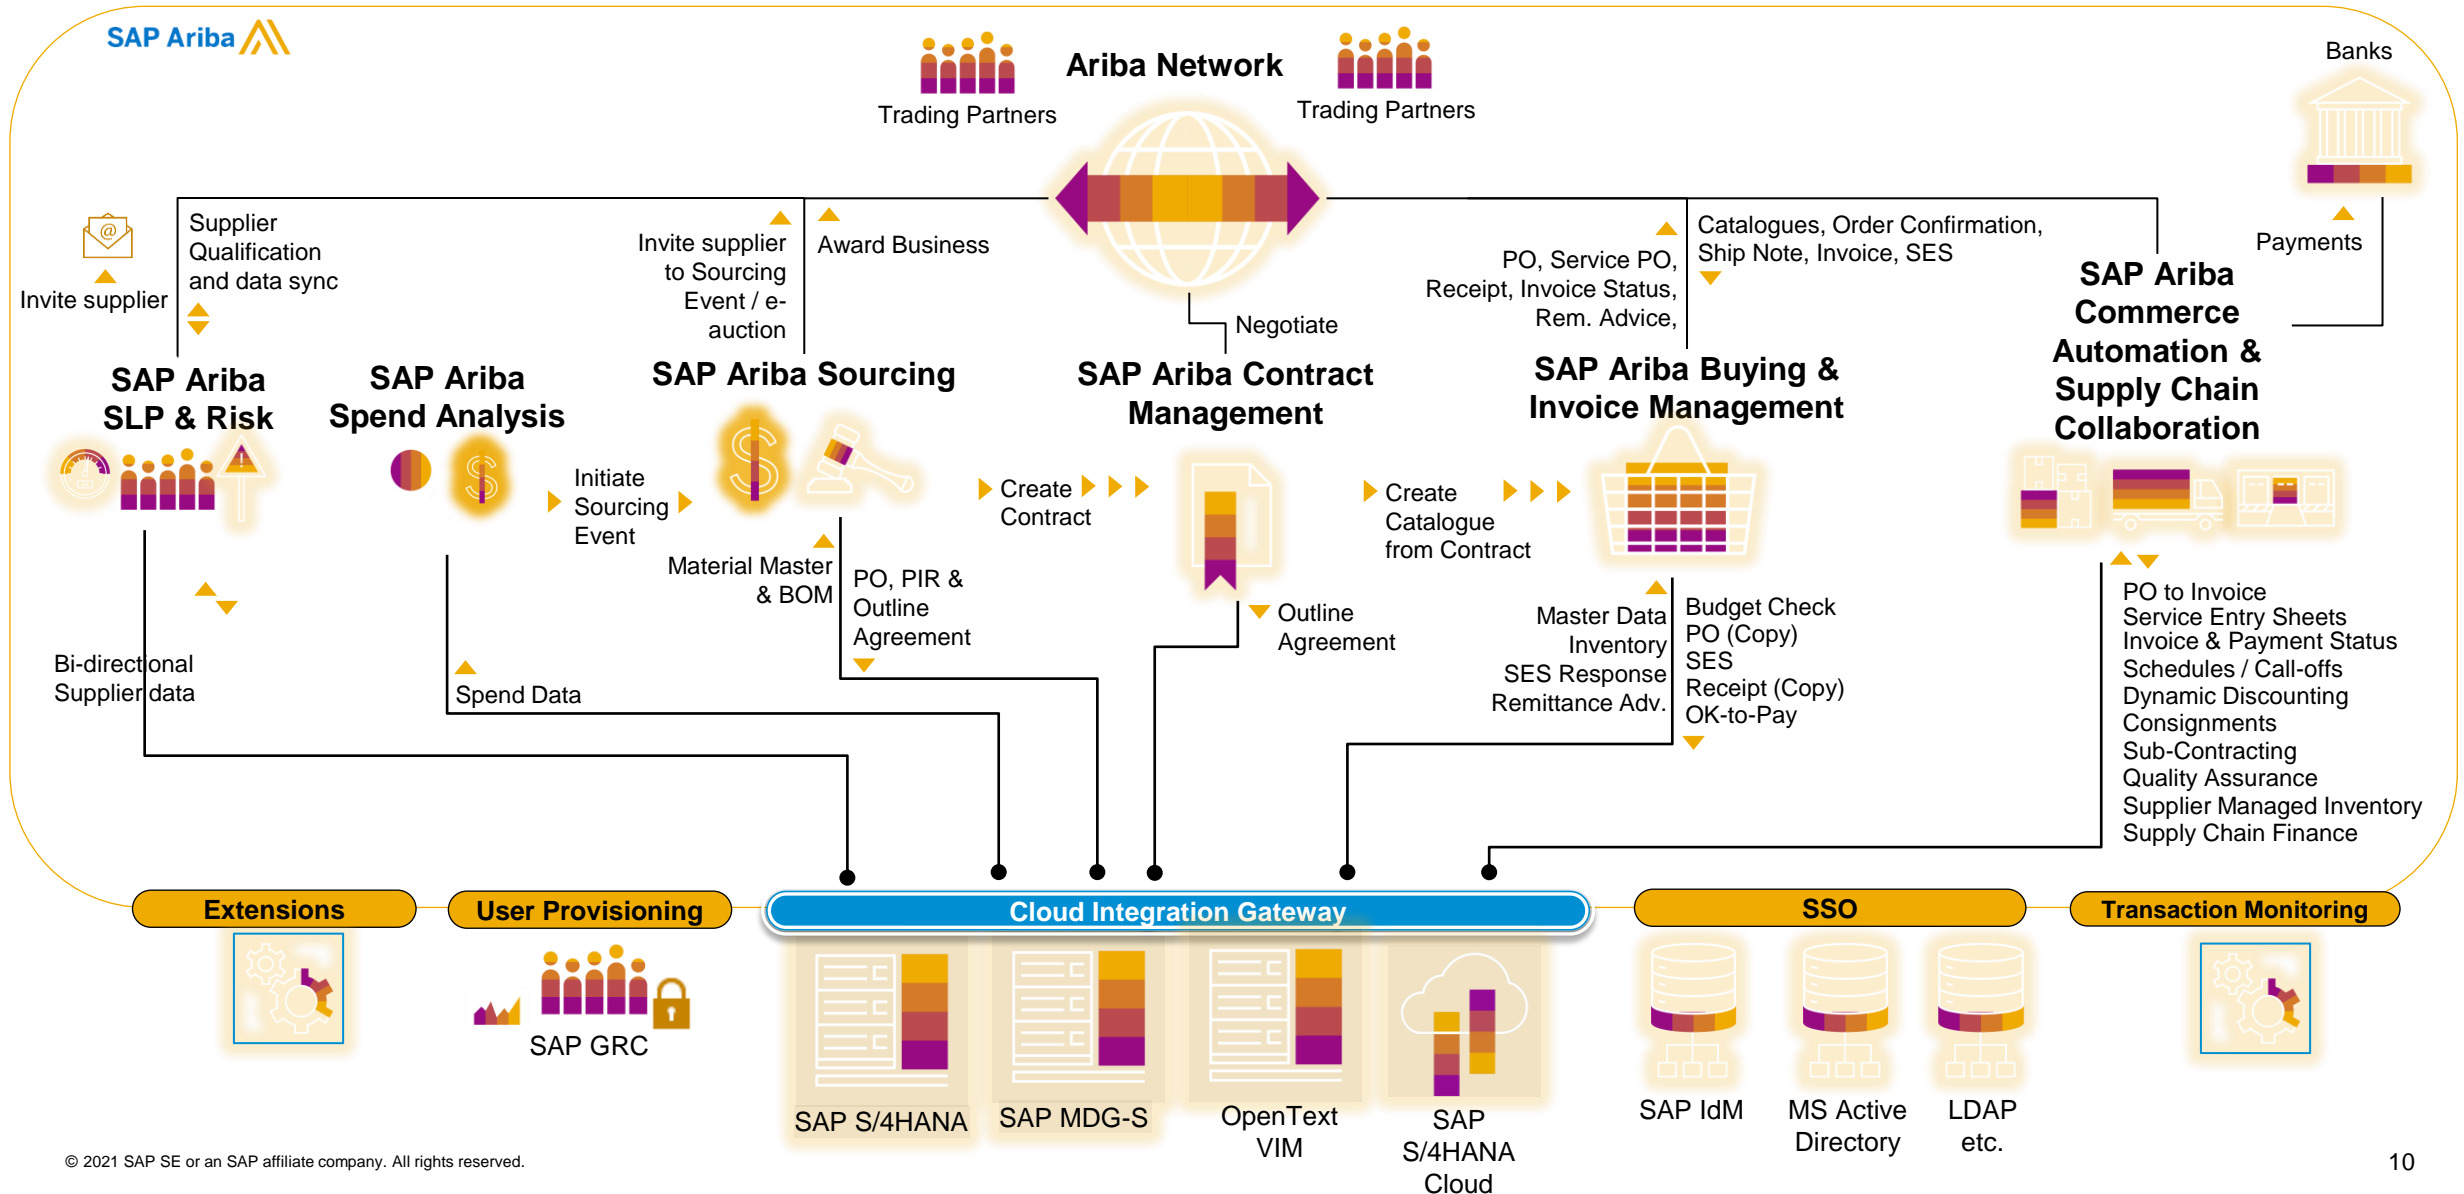 SAP Ariba
Ariba Network
Trading Partners
Trading Partners
Banks
Invite supplier
Supplier
Qualification
and data sync
Invite supplier
to Sourcing
Event / e-
auction
Award Business
Negotiate
PO, Service PO,
Receipt, Invoice Status,
Rem. Advice,
Catalogues, Order Confirmation,
Ship Note, Invoice, SES
Payments
SAP Ariba
SLP & Risk
SAP Ariba
Spend Analysis
SAP Ariba Sourcing
SAP Ariba Contract
Management
SAP Ariba Buying &
Invoice Management
SAP Ariba
Commerce
Automation &
Supply Chain
Collaboration
Initiate
Sourcing
Event
Create
Contract
Create
Catalogue
from Contract
Bi-directional
Supplier data
Spend Data
Material Master
& BOM
PO, PIR &
Outline
Agreement
Outline
Agreement
Master Data
Inventory
SES Response
Remittance Adv.
Budget Check
PO (Copy)
SES
Receipt (Copy)
OK-to-Pay
PO to Invoice
Service Entry Sheets
Invoice & Payment Status
Schedules / Call-offs
Dynamic Discounting
Consignments
Sub-Contracting
Quality Assurance
Supplier Managed Inventory
Supply Chain Finance
Extensions
User Provisioning
Cloud Integration Gateway
SSO
Transaction Monitoring
SAP GRC
SAP S/4HANA
SAP MDG-S
OpenText
VIM
SAP
S/4HANA
Cloud
SAP IdM
MS Active
Directory
LDAP
etc.
© 2021 SAP SE or an SAP affiliate company. All rights reserved.
10